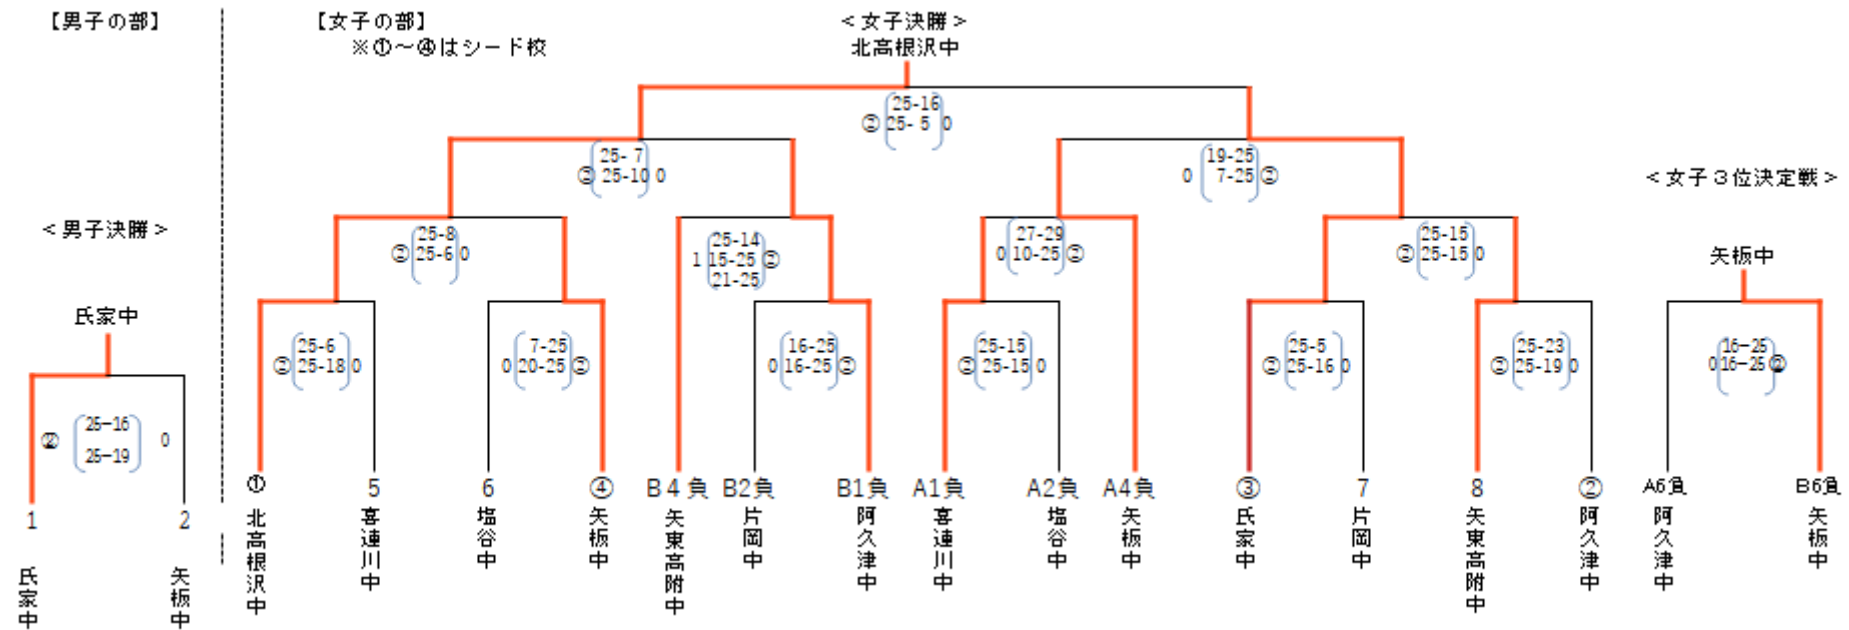 【男子の部】
<男子決勝>
氏家中
② 25-16 0
25-19
1
2
氏家中
矢板中
【女子の部】
※①～④はシード校
<女子決勝>
北高根沢中
25-16
② 25- 5 0
25- 7
② 25-10 0
19-25
0 7-25 ②
25-8
② 25-6 0
25-14
1 15-25 ②
21-25
27-29
0 10-25 ②
25-15
② 25-15 0
25-6
② 25-18 0
7-25
0 20-25 ②
16-25
0 16-25 ②
25-15
② 25-15 0
25-5
② 25-16 0
25-23
② 25-19 0
① 5 6 ④ B4負 B2負 B1負 A1負 A2負 A4負 ③ 7 8 ②
北高根沢中
喜連川中
塩谷中
矢板中
矢東高附中
片岡中
阿久津中
喜連川中
塩谷中
矢板中
氏家中
片岡中
矢東高附中
阿久津中
<女子３位決定戦>
矢板中
16-25
0 16-25 ②
A6負 B6負
阿久津中
矢板中